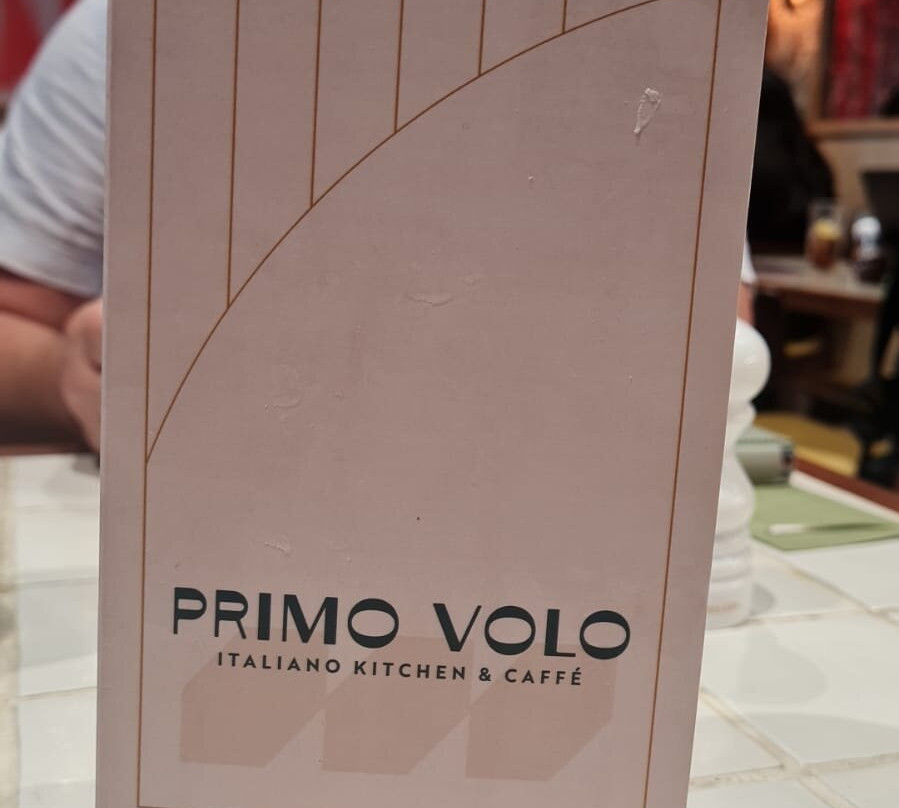 PRIMO VOLO
ITALIANO KITCHEN & CAFFÉ